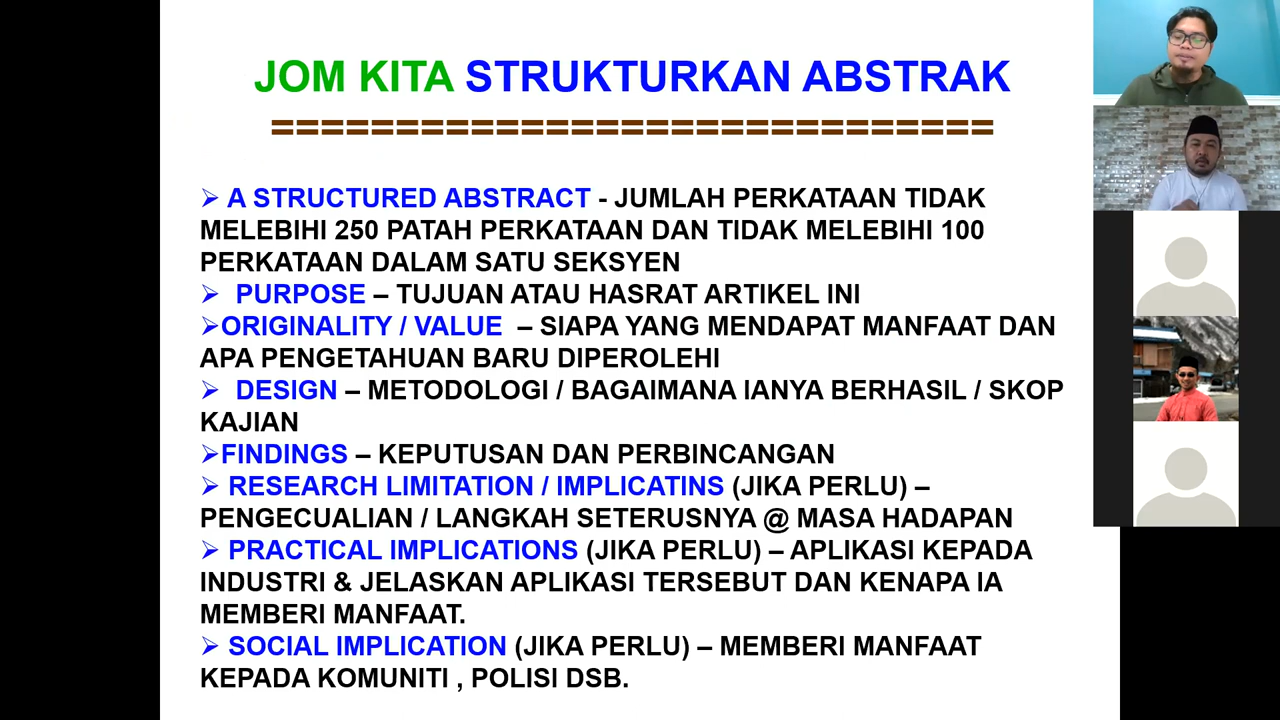 JOM KITA STRUKTURKAN ABSTRAK
==============================
➢ A STRUCTURED ABSTRACT - JUMLAH PERKATAAN TIDAK
MELEBIHI 250 PATAH PERKATAAN DAN TIDAK MELEBIHI 100
PERKATAAN DALAM SATU SEKSYEN
➢ PURPOSE – TUJUAN ATAU HASRAT ARTIKEL INI
➢ORIGINALITY / VALUE – SIAPA YANG MENDAPAT MANFAAT DAN
APA PENGETAHUAN BARU DIPEROLEHI
➢ DESIGN – METODOLOGI / BAGAIMANA IANYA BERHASIL / SKOP
KAJIAN
➢FINDINGS – KEPUTUSAN DAN PERBINCANGAN
➢ RESEARCH LIMITATION / IMPLICATINS (JIKA PERLU) –
PENGECUALIAN / LANGKAH SETERUSNYA @ MASA HADAPAN
➢ PRACTICAL IMPLICATIONS (JIKA PERLU) – APLIKASI KEPADA
INDUSTRI & JELASKAN APLIKASI TERSEBUT DAN KENAPA IA
MEMBERI MANFAAT.
➢ SOCIAL IMPLICATION (JIKA PERLU) – MEMBERI MANFAAT
KEPADA KOMUNITI , POLISI DSB.